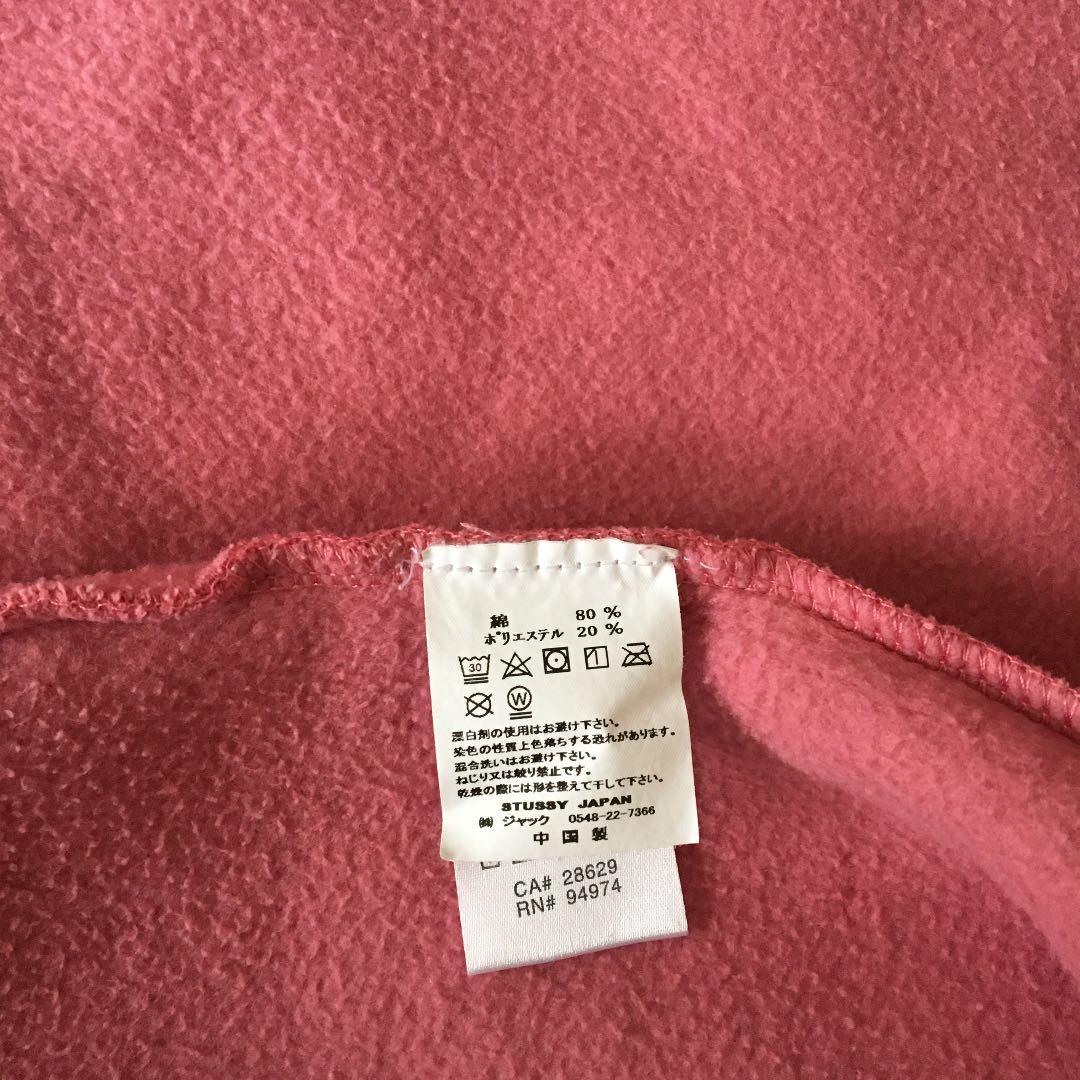 綿 80 %
ポリエステル 20 %
30
W
漂白剤の使用はお避け下さい。
染色の性質上色落ちする恐れがあります。
混合洗いはお避け下さい。
ねじり又は絞り禁止です。
乾燥の際には形を整えて干して下さい。
STUSSY JAPAN
㈱ ジャック 0548-22-7366
中国製
CA# 28629
RN# 94974